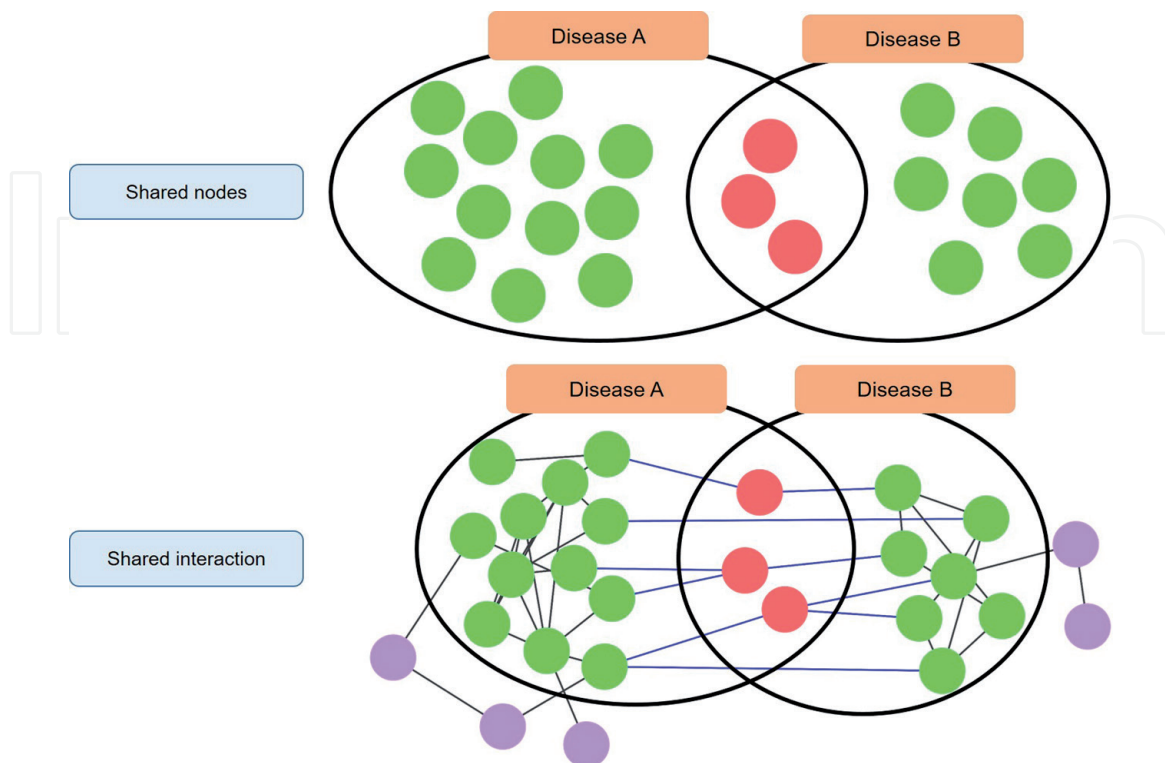 Disease A
Disease B
Shared nodes
Disease A
Disease B
Shared interaction